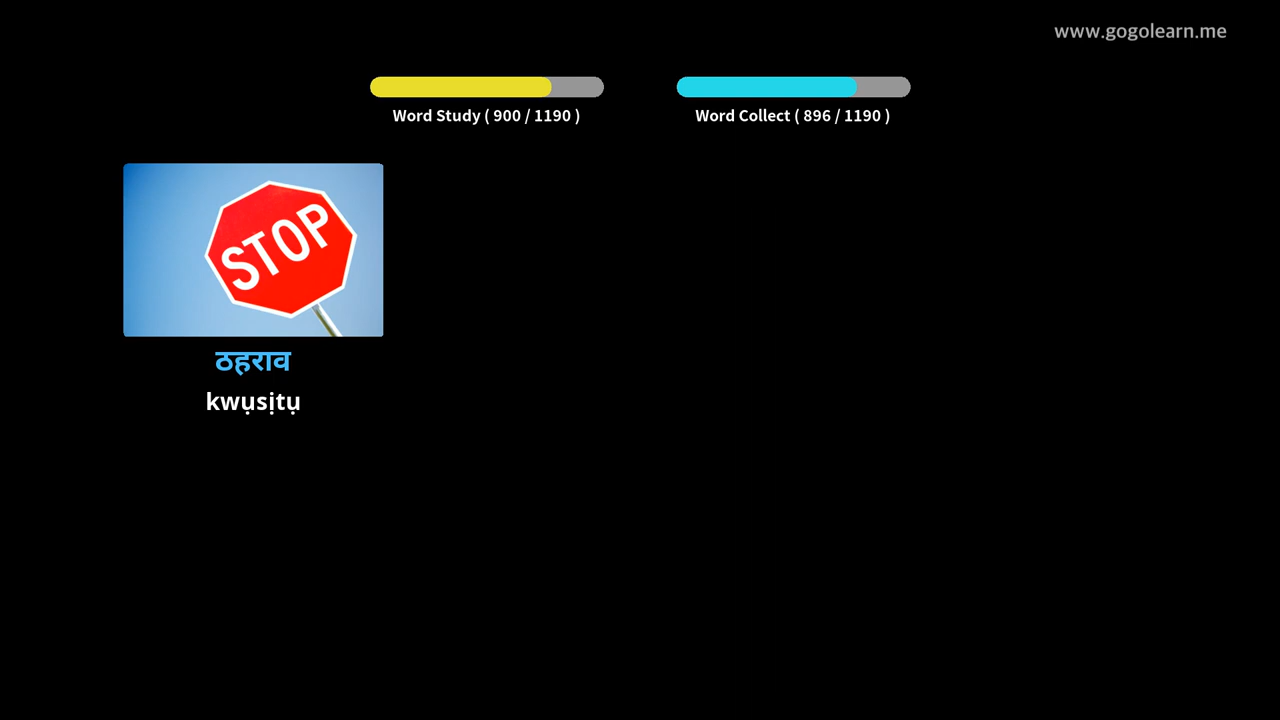 www.gogolearn.me
Word Study ( 900 / 1190 )
Word Collect ( 896 / 1190 )
STOP
ठहराव
kwụsịtụ